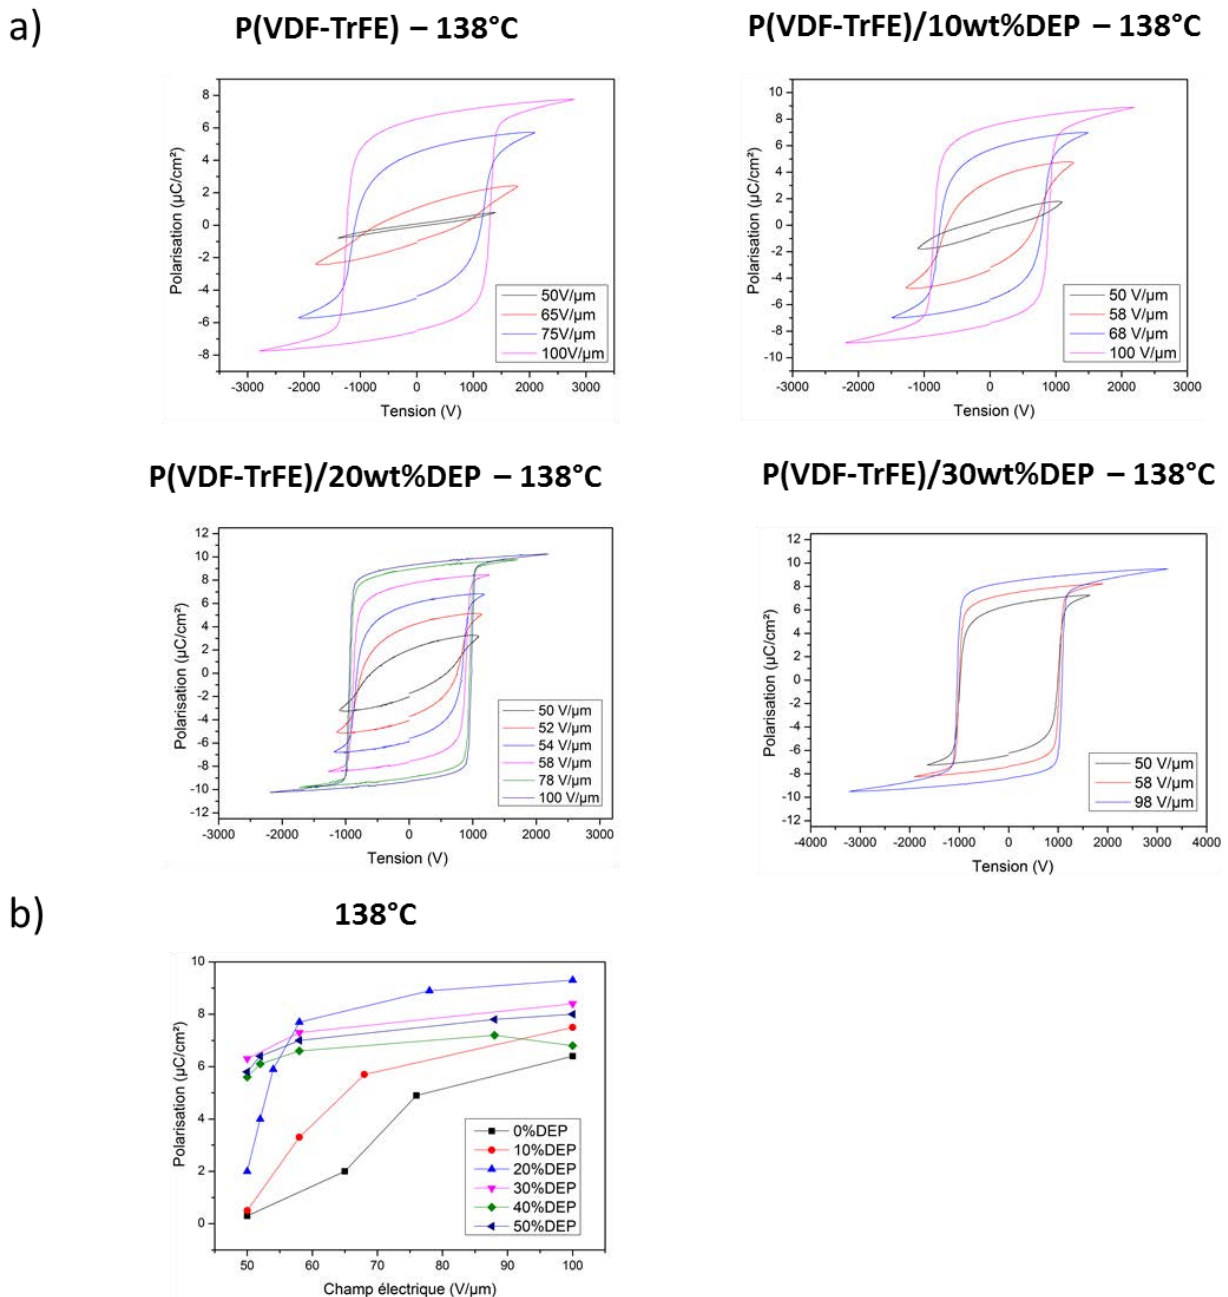 a)
P(VDF-TrFE) – 138°C
P(VDF-TrFE)/10wt%DEP – 138°C
8
6
4
2
0
-2
-4
-6
-8
Polarisation (µC/cm²)
50V/µm
65V/µm
75V/µm
100V/µm
-3000 -2000 -1000 0 1000 2000 3000
Tension (V)
10
8
6
4
2
0
-2
-4
-6
-8
-10
Polarisation (µC/cm²)
50 V/µm
58 V/µm
68 V/µm
100 V/µm
-3000 -2000 -1000 0 1000 2000 3000
Tension (V)
P(VDF-TrFE)/20wt%DEP – 138°C
P(VDF-TrFE)/30wt%DEP – 138°C
12
10
8
6
4
2
0
-2
-4
-6
-8
-10
-12
Polarisation (µC/cm²)
50 V/µm
52 V/µm
54 V/µm
58 V/µm
78 V/µm
100 V/µm
-3000 -2000 -1000 0 1000 2000 3000
Tension (V)
12
10
8
6
4
2
0
-2
-4
-6
-8
-10
-12
Polarisation (µC/cm²)
50 V/µm
58 V/µm
98 V/µm
-4000 -3000 -2000 -1000 0 1000 2000 3000 4000
Tension (V)
b)
138°C
10
8
6
4
2
0
Polarisation (µC/cm²)
0%DEP
10%DEP
20%DEP
30%DEP
40%DEP
50%DEP
50 60 70 80 90 100
Champ électrique (V/µm)